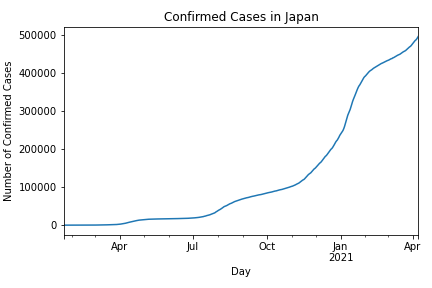 Confirmed Cases in Japan
500000
400000
300000
200000
100000
0
Number of Confirmed Cases
Apr
Jul
Oct
Jan
2021
Apr
Day